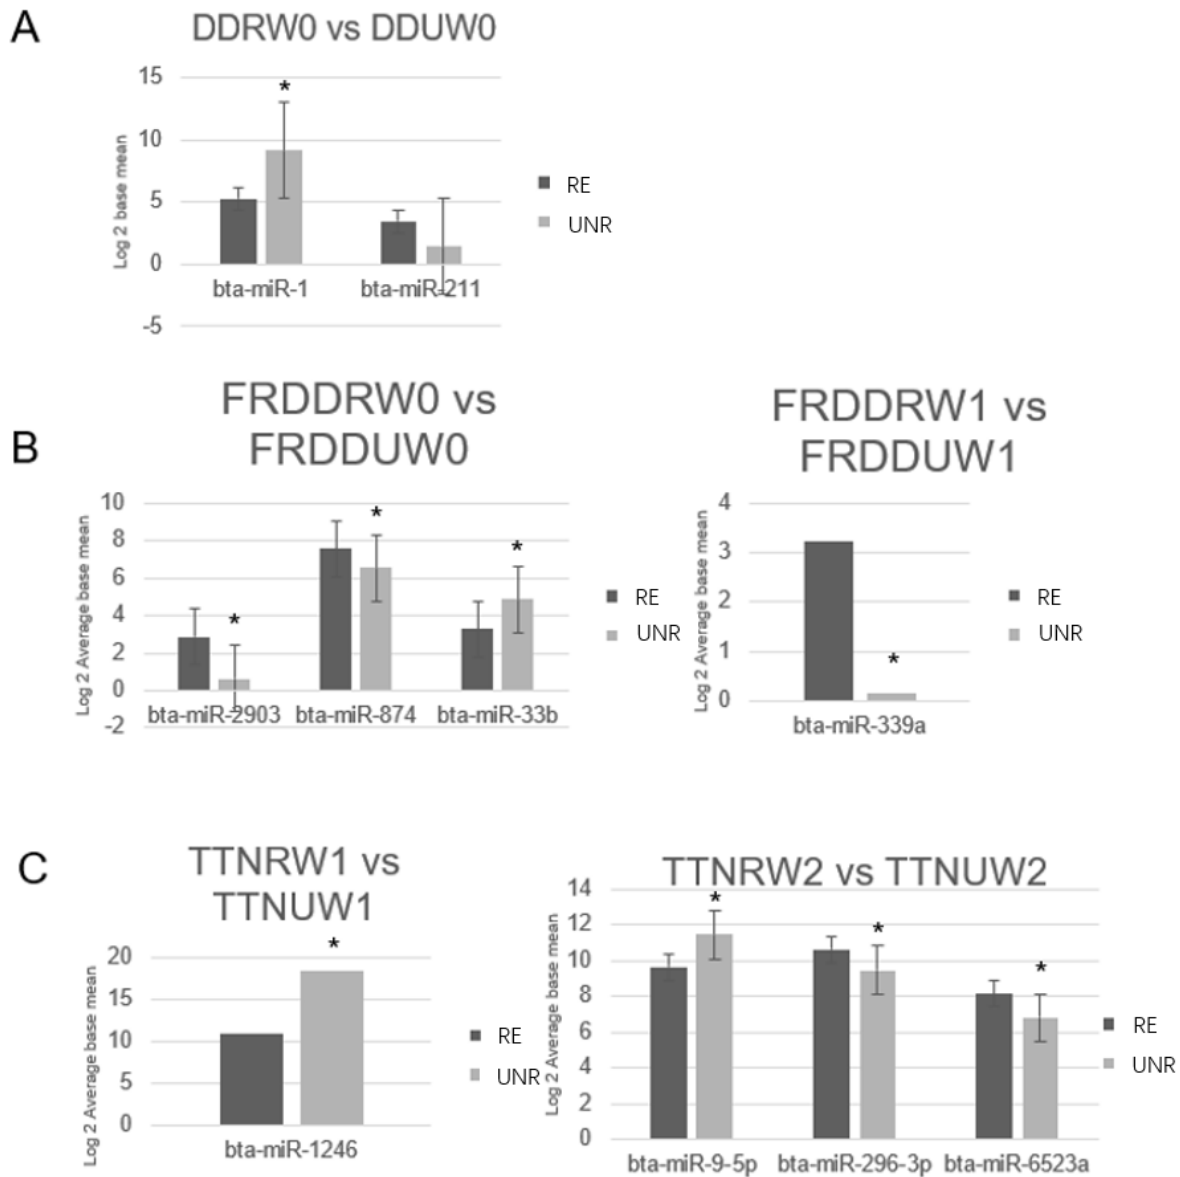 A
DDRW0 vs DDUW0
Log 2 base mean
15
10
5
0
-5
*
bta-miR-1
bta-miR-211
RE
UNR
B
FRDDRW0 vs
FRDDUW0
Log 2 Average base mean
10
8
6
4
2
0
-2
*
*
*
bta-miR-2903
bta-miR-874
bta-miR-33b
RE
UNR
FRDDRW1 vs
FRDDUW1
Log 2 Average base mean
4
3
2
1
0
*
bta-miR-339a
RE
UNR
C
TTNRW1 vs
TTNUW1
Log 2 Average base mean
20
15
10
5
0
*
bta-miR-1246
RE
UNR
TTNRW2 vs TTNUW2
Log 2 Average base mean
14
12
10
8
6
4
2
0
*
*
*
bta-miR-9-5p
bta-miR-296-3p
bta-miR-6523a
RE
UNR